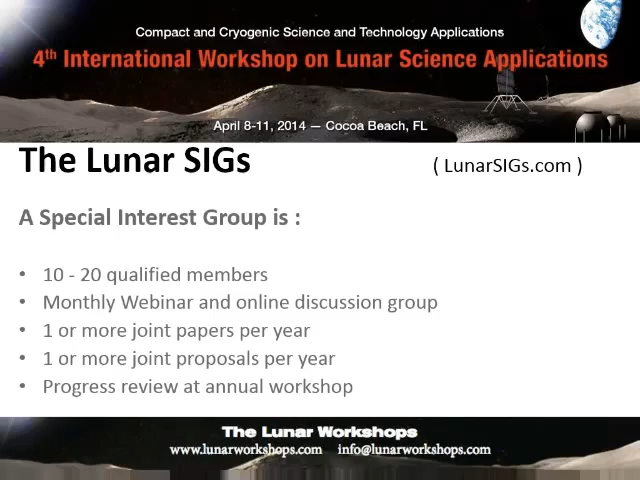 Compact and Cryogenic Science and Technology Applications
4th International Workshop on Lunar Science Applications
April 8-11, 2014 — Cocoa Beach, FL
The Lunar SIGs ( LunarSIGs.com )
A Special Interest Group is :
• 10 - 20 qualified members
• Monthly Webinar and online discussion group
• 1 or more joint papers per year
• 1 or more joint proposals per year
• Progress review at annual workshop
The Lunar Workshops
www.lunarworkshops.com info@lunarworkshops.com